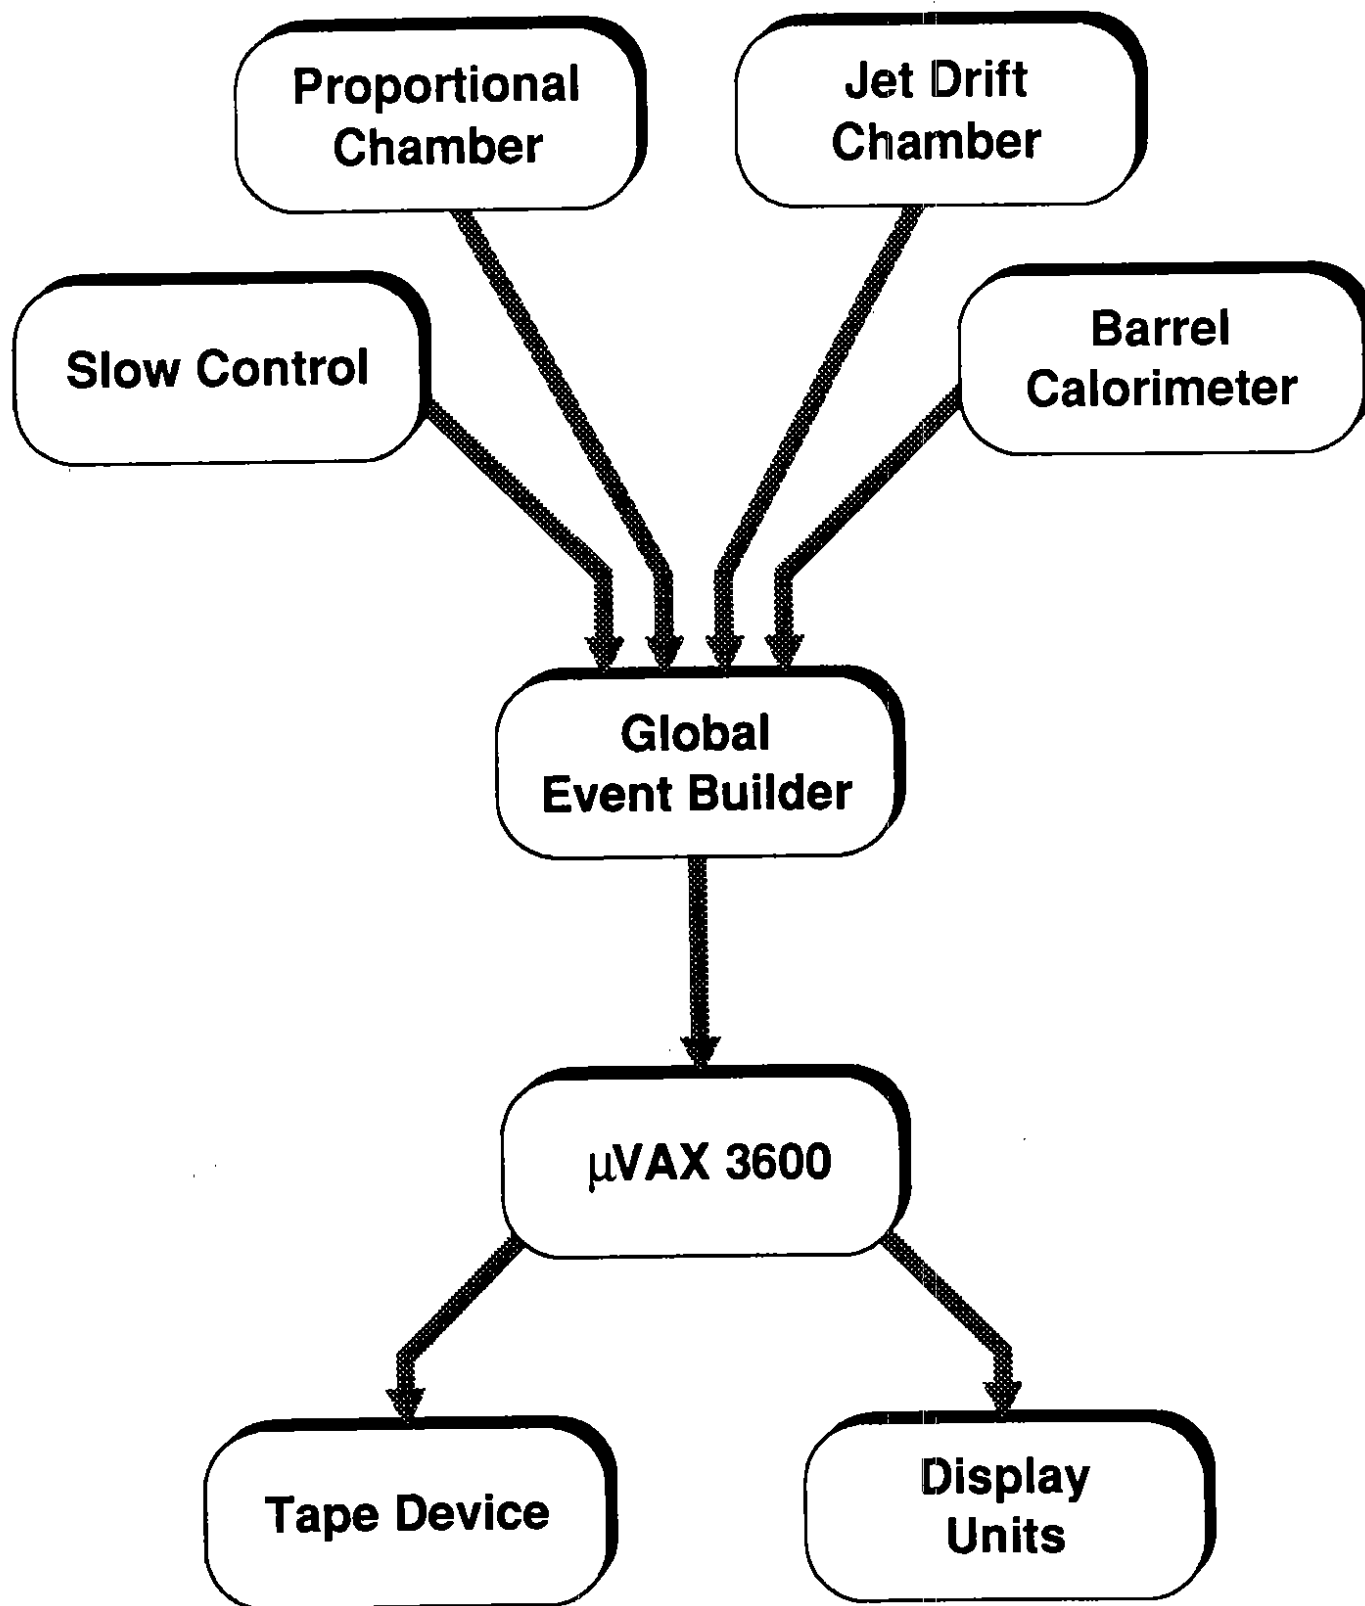 Proportional
Chamber
Jet Drift
Chamber
Slow Control
Barrel
Calorimeter
Global
Event Builder
μVAX 3600
Tape Device
Display
Units